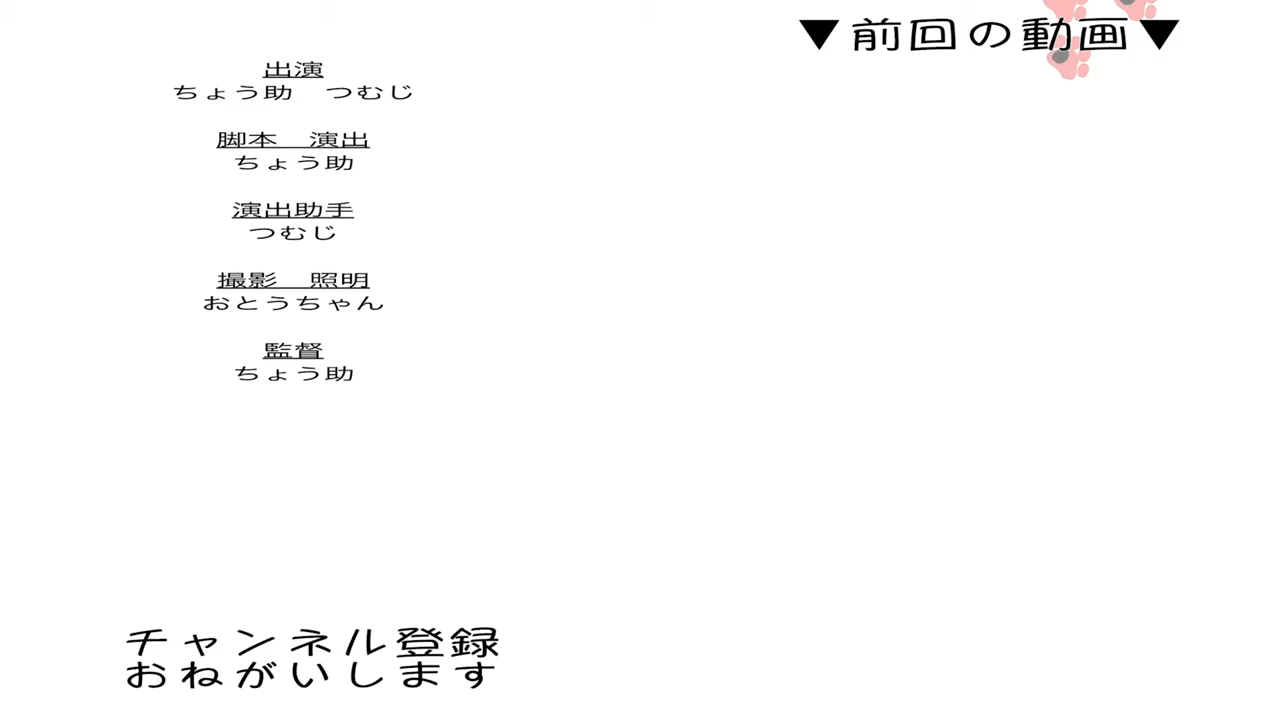 ▼前回の動画▼
出演
ちょう助　つむじ
脚本　演出
ちょう助
演出助手
つむじ
撮影　照明
おとうちゃん
監督
ちょう助
チャンネル登録
おねがいします